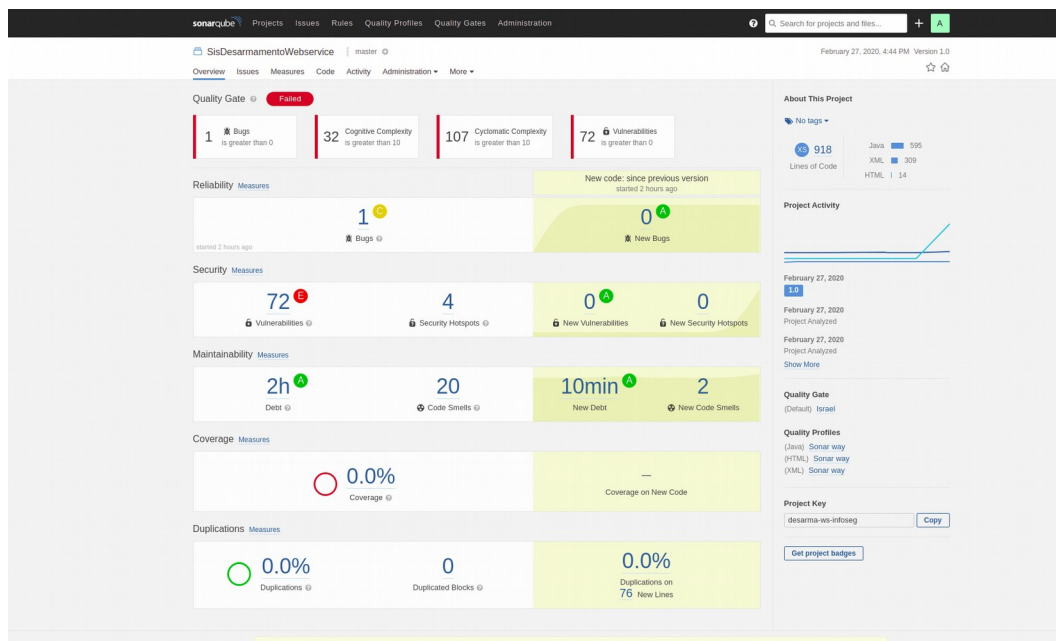 sonarqube Projects Issues Rules Quality Profiles Quality Gates Administration
Search for projects and files... + A
SisDesarmamentoWebservice master
February 27, 2020, 4:44 PM Version 1.0
Overview Issues Measures Code Activity Administration More
Quality Gate Failed
1 Bugs
is greater than 0
32 Cognitive Complexity
is greater than 10
107 Cyclomatic Complexity
is greater than 10
72 Vulnerabilities
is greater than 0
Reliability Measures
New code: since previous version
started 2 hours ago
1 C
Bugs
started 2 hours ago
0 A
New Bugs
Security Measures
72 E
Vulnerabilities
4
Security Hotspots
0 A
New Vulnerabilities
0
New Security Hotspots
Maintainability Measures
2h A
Debt
20
Code Smells
10min A
New Debt
2
New Code Smells
Coverage Measures
0.0%
Coverage
—
Coverage on New Code
Duplications Measures
0.0%
Duplications
0
Duplicated Blocks
0.0%
Duplications on
76 New Lines
About This Project
No tags
XS 918
Lines of Code
Java 595
XML 309
HTML 14
Project Activity
February 27, 2020
1.0
February 27, 2020
Project Analyzed
February 27, 2020
Project Analyzed
Show More
Quality Gate
(Default) Israel
Quality Profiles
(Java) Sonar way
(HTML) Sonar way
(XML) Sonar way
Project Key
desarma-ws-infoseg Copy
Get project badges